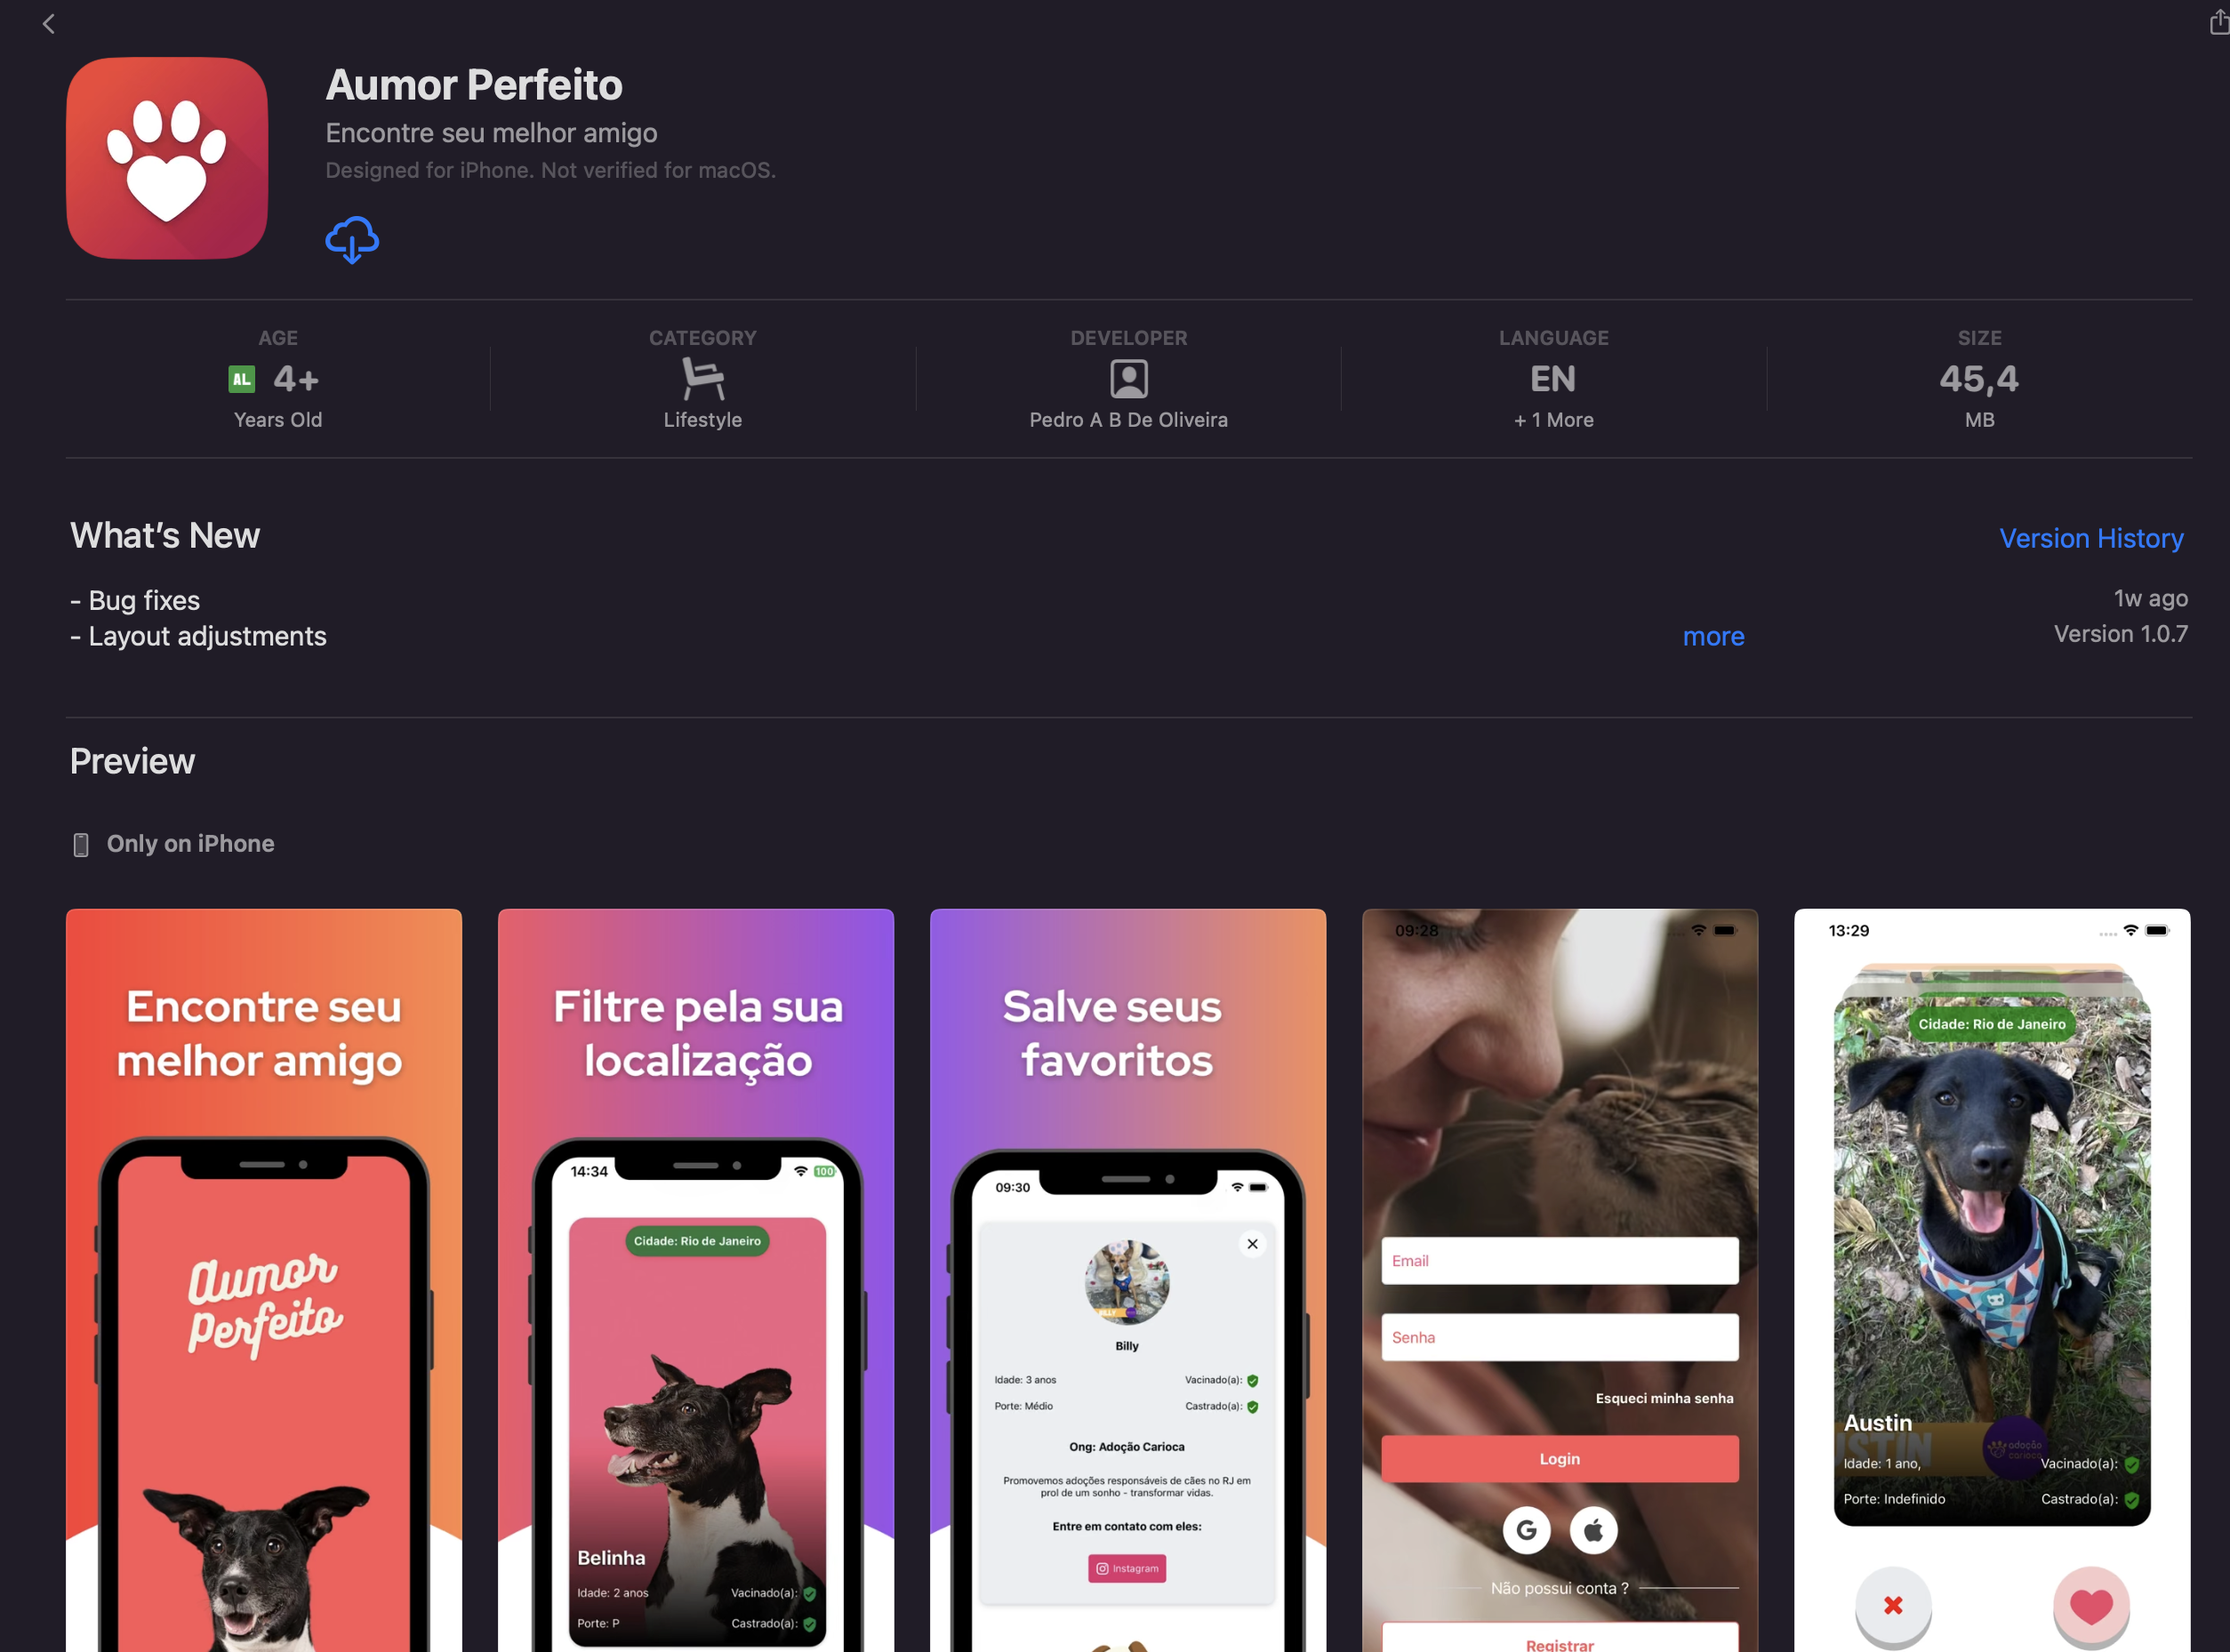 Aumor Perfeito
Encontre seu melhor amigo
Designed for iPhone. Not verified for macOS.
AGE
AL 4+
Years Old
CATEGORY
Lifestyle
DEVELOPER
Pedro A B De Oliveira
LANGUAGE
EN
+ 1 More
SIZE
45,4
MB
What's New
Version History
- Bug fixes
- Layout adjustments
more
1w ago
Version 1.0.7
Preview
Only on iPhone
Encontre seu
melhor amigo
Aumor
Perfeito
Filtre pela sua
localização
14:34
100
Cidade: Rio de Janeiro
Belinha
Idade: 2 anos
Vacinado(a):
Porte: P
Castrado(a):
Salve seus
favoritos
09:30
BILLY
Billy
Idade: 3 anos
Vacinado(a):
Porte: Médio
Castrado(a):
Ong: Adoção Carioca
Promovemos adoções responsáveis de cães no RJ em
prol de um sonho - transformar vidas.
Entre em contato com eles:
Instagram
09:28
Email
Senha
Esqueci minha senha
Login
G
Não possui conta ?
Registrar
13:29
Cidade: Rio de Janeiro
Austin
adoção
carioca
Idade: 1 ano,
Vacinado(a):
Porte: Indefinido
Castrado(a):